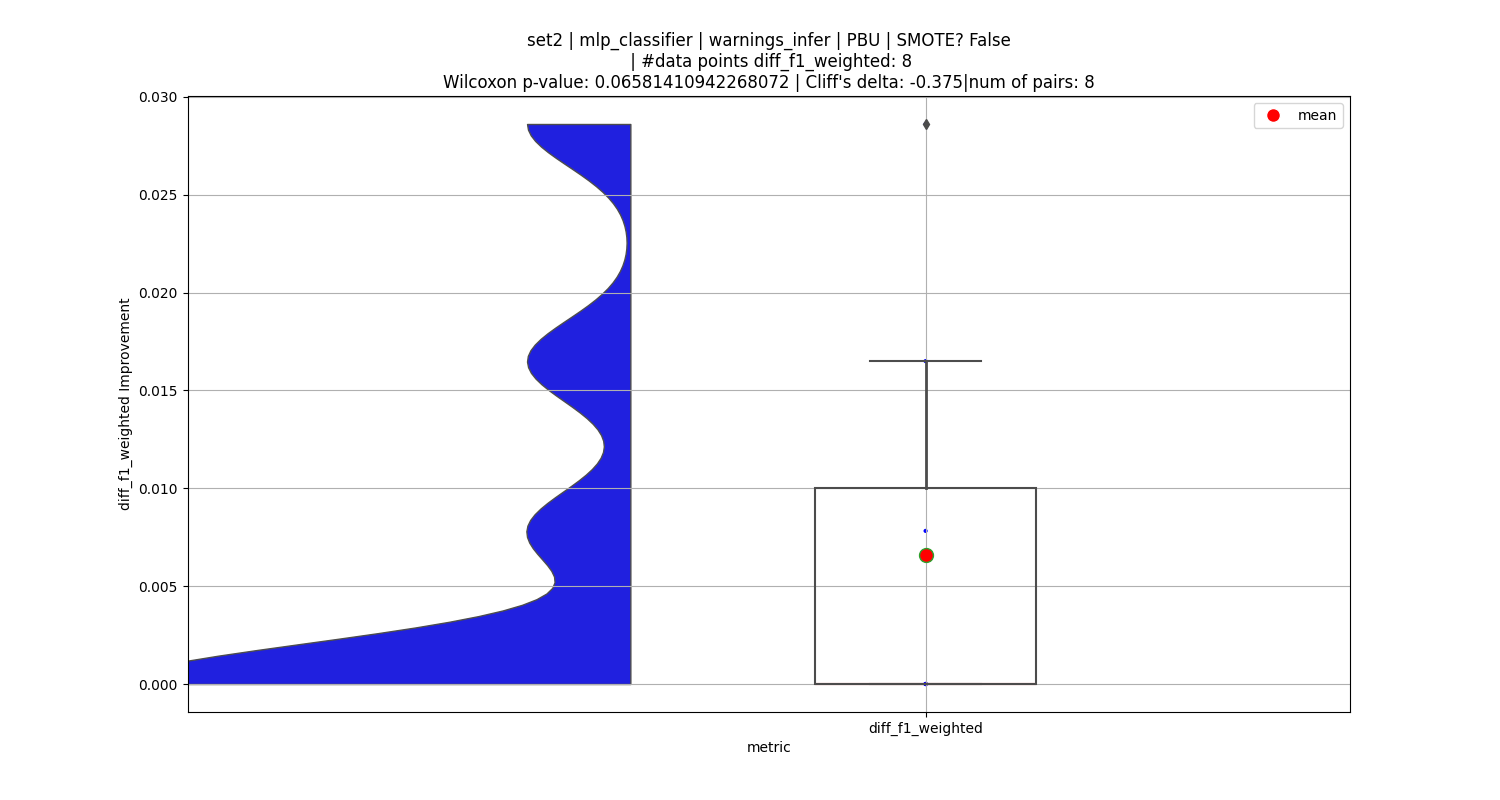 set2 | mlp_classifier | warnings_infer | PBU | SMOTE? False
| #data points diff_f1_weighted: 8
Wilcoxon p-value: 0.06581410942268072 | Cliff's delta: -0.375|num of pairs: 8
0.030
0.025
0.020
0.015
0.010
0.005
0.000
diff_f1_weighted Improvement
mean
diff_f1_weighted
metric